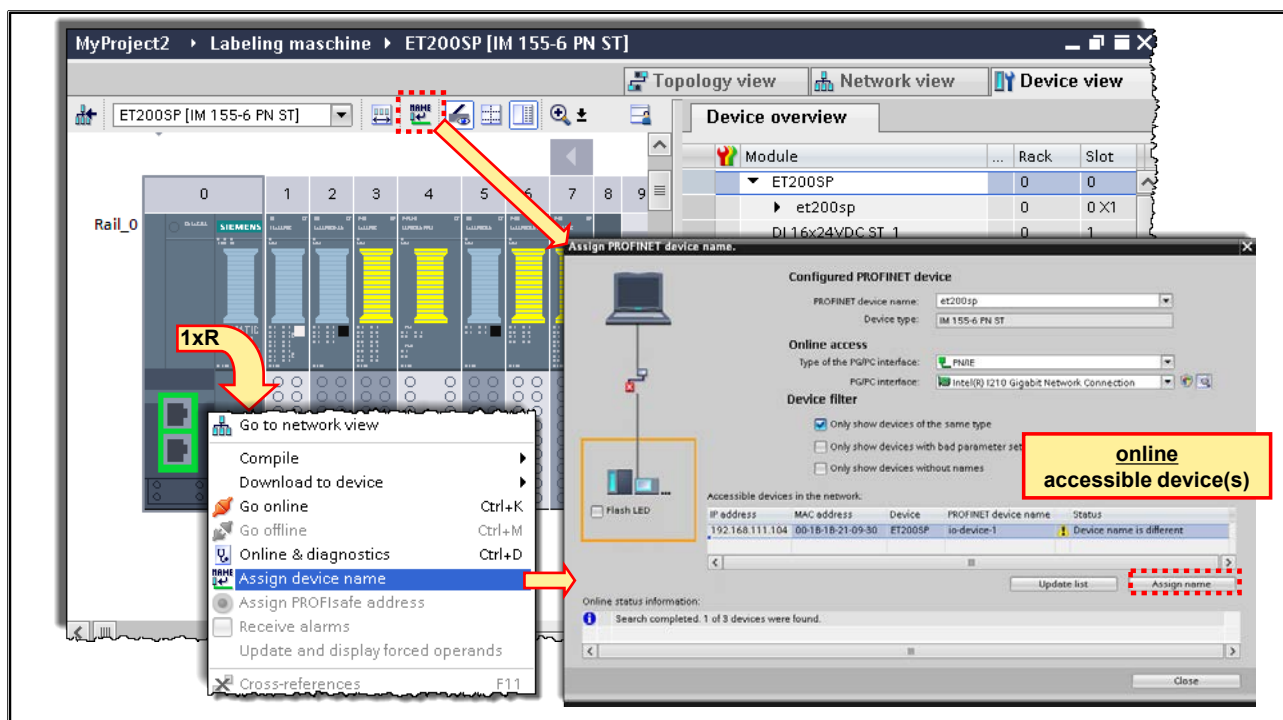 MyProject2 › Labeling maschine › ET200SP [IM 155-6 PN ST]
Topology view Network view Device view
ET200SP [IM 155-6 PN ST] NAME ±
Device overview
Module ... Rack Slot
ET200SP 0 0
et200sp 0 0 X1
DI 16x24VDC ST_1 0 1
0 1 2 3 4 5 6 7 8 9
Rail_0
SIEMENS
1xR
Go to network view
Compile
Download to device
Go online Ctrl+K
Go offline Ctrl+M
Online & diagnostics Ctrl+D
NAME Assign device name
Assign PROFIsafe address
Receive alarms
Update and display forced operands
Cross-references F11
Assign PROFINET device name.
Configured PROFINET device
PROFINET device name: et200sp
Device type: IM 155-6 PN ST
Online access
Type of the PG/PC interface: PN/IE
PG/PC interface: Intel(R) I210 Gigabit Network Connection
Device filter
Only show devices of the same type
Only show devices with bad parameter set
Only show devices without names
online
accessible device(s)
Flash LED
Accessible devices in the network:
IP address MAC address Device PROFINET device name Status
192.168.111.104 00-1B-1B-21-09-30 ET200SP io-device-1 Device name is different
Update list Assign name
Online status information:
Search completed. 1 of 3 devices were found.
Close